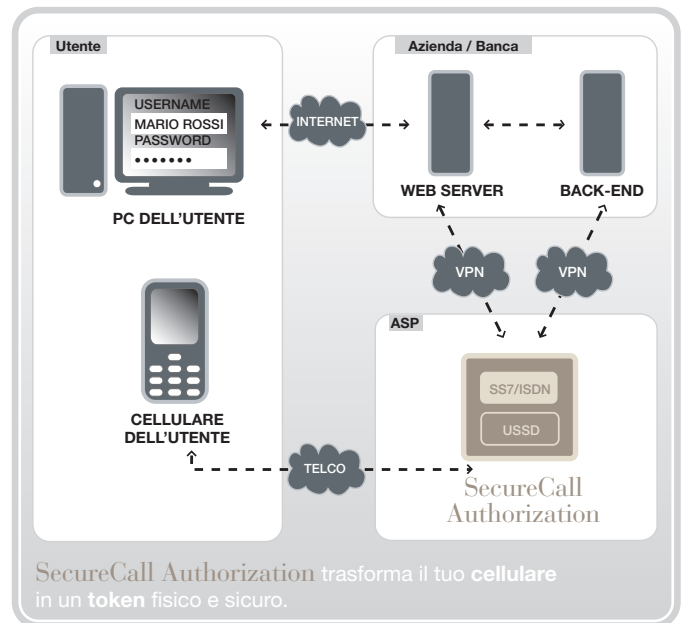 Utente
Azienda / Banca
USERNAME
MARIO ROSSI
PASSWORD
•••••••
INTERNET
PC DELL'UTENTE
WEB SERVER
BACK-END
VPN
VPN
ASP
SS7/ISDN
USSD
CELLULARE
DELL'UTENTE
TELCO
SecureCall
Authorization
SecureCall Authorization trasforma il tuo cellulare
in un token fisico e sicuro.